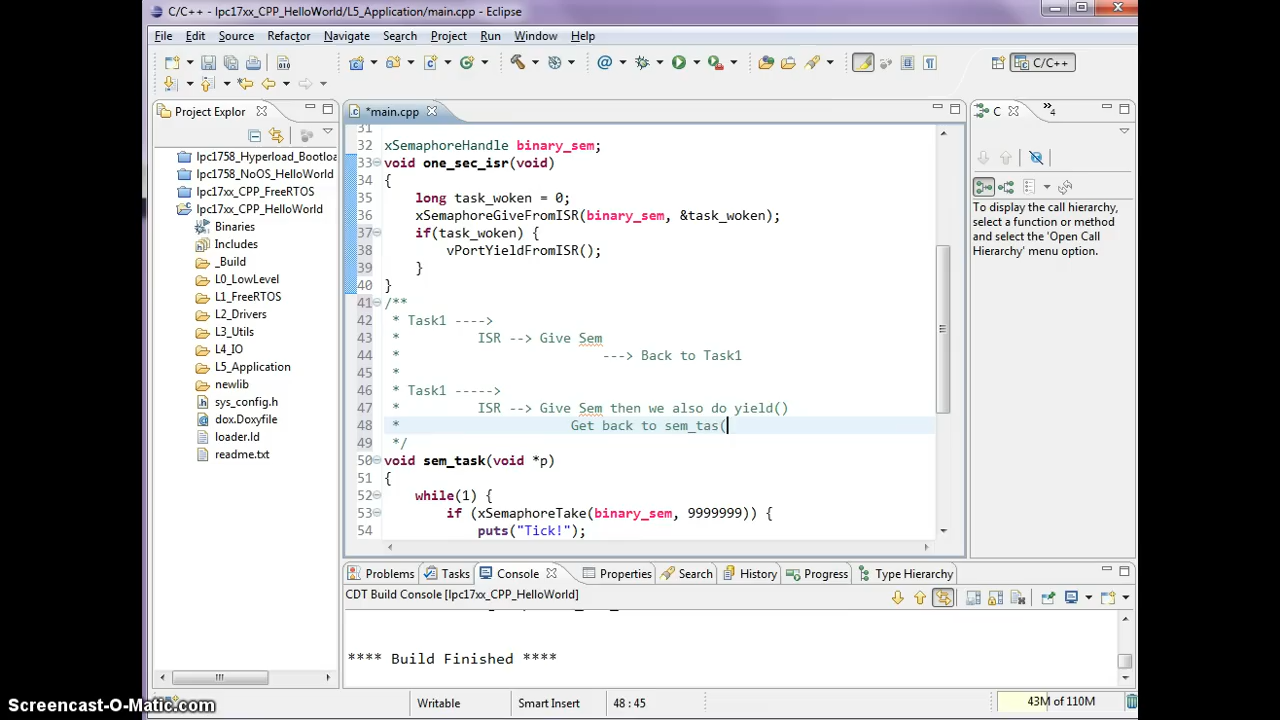 C/C++ - lpc17xx_CPP_HelloWorld/L5_Application/main.cpp - Eclipse
File Edit Source Refactor Navigate Search Project Run Window Help
C/C++
Project Explor
*main.cpp
C
4
lpc1758_Hyperload_Bootloa
lpc1758_NoOS_HelloWorld
lpc17xx_CPP_FreeRTOS
lpc17xx_CPP_HelloWorld
Binaries
Includes
_Build
L0_LowLevel
L1_FreeRTOS
L2_Drivers
L3_Utils
L4_IO
L5_Application
newlib
sys_config.h
dox.Doxyfile
loader.ld
readme.txt
31
32 xSemaphoreHandle binary_sem;
33 void one_sec_isr(void)
34 {
35 long task_woken = 0;
36 xSemaphoreGiveFromISR(binary_sem, &task_woken);
37 if(task_woken) {
38 vPortYieldFromISR();
39 }
40 }
41 /**
42 * Task1 ---->
43 * ISR --> Give Sem
44 * ---> Back to Task1
45 *
46 * Task1 ----->
47 * ISR --> Give Sem then we also do yield()
48 * Get back to sem_tas(
49 */
50 void sem_task(void *p)
51 {
52 while(1) {
53 if (xSemaphoreTake(binary_sem, 9999999)) {
54 puts("Tick!");
To display the call hierarchy,
select a function or method
and select the 'Open Call
Hierarchy' menu option.
Problems Tasks Console Properties Search History Progress Type Hierarchy
CDT Build Console [lpc17xx_CPP_HelloWorld]
**** Build Finished ****
Writable Smart Insert 48 : 45 43M of 110M
Screencast-O-Matic.com